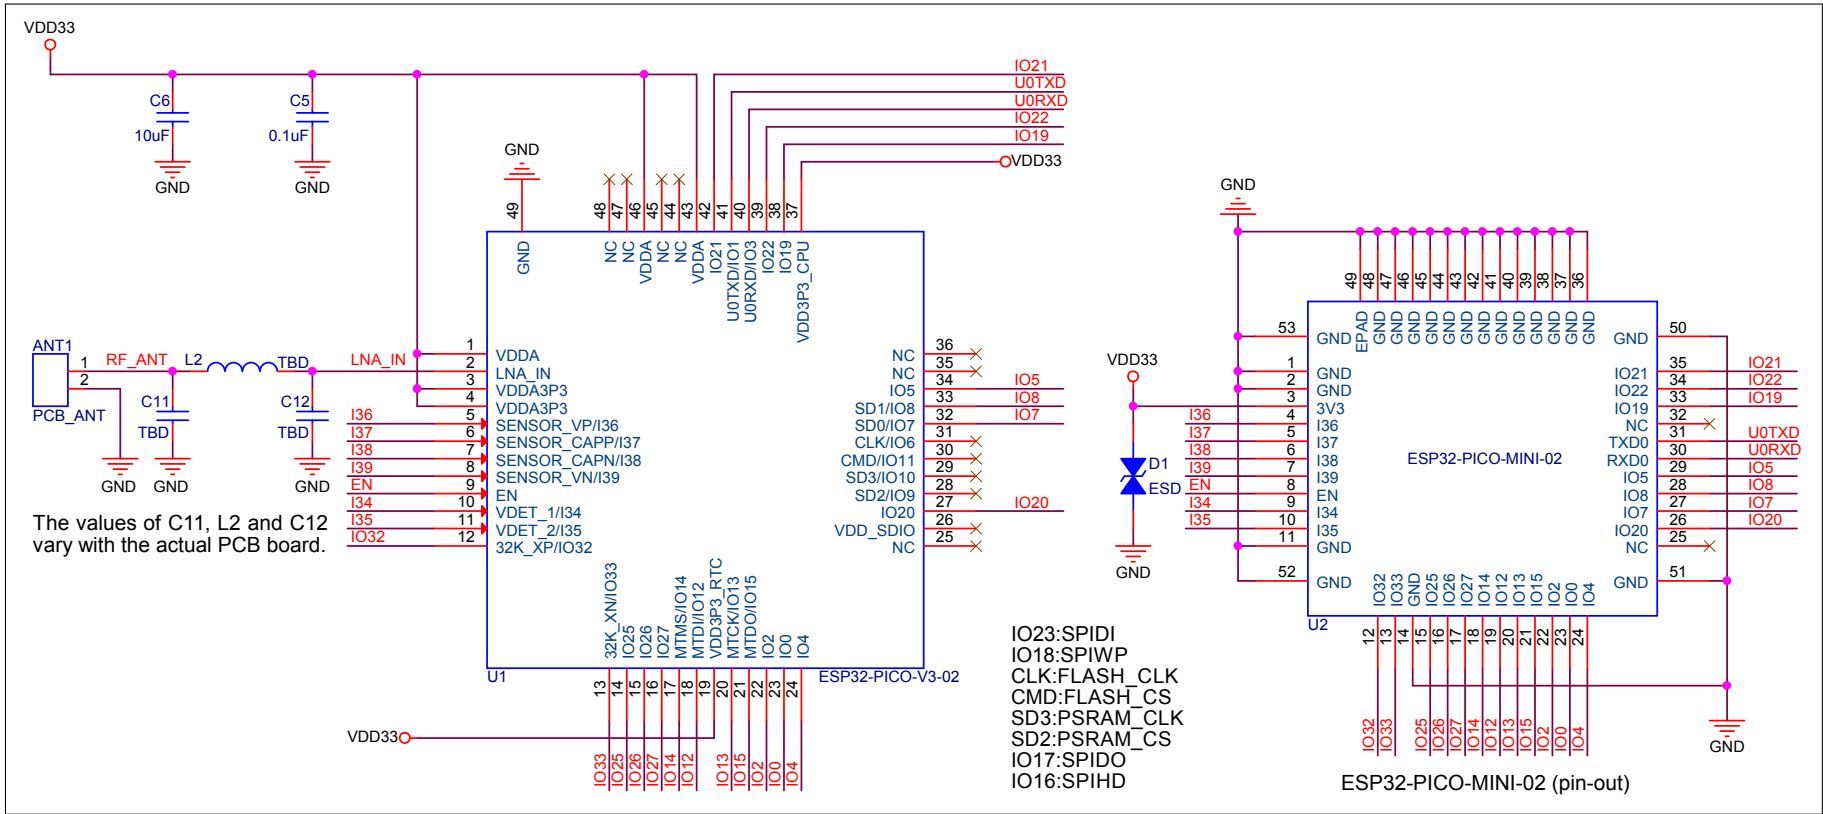 VDD33
C6
10uF
GND
C5
0.1uF
GND
IO21
U0TXD
U0RXD
IO22
IO19
VDD33
GND
49 48 47 46 45 44 43 42 41 40 39 38 37
GND NC NC VDDA NC NC VDDA IO21 U0TXD/IO1 U0RXD/IO3 IO22 IO19 VDD3P3_CPU
ANT1
1
2
PCB_ANT
RF_ANT
L2
TBD
LNA_IN
C11
TBD
C12
TBD
GND
GND
GND
The values of C11, L2 and C12
vary with the actual PCB board.
1 VDDA
2 LNA_IN
3 VDDA3P3
4 VDDA3P3
I36 5 SENSOR_VP/I36
I37 6 SENSOR_CAPP/I37
I38 7 SENSOR_CAPN/I38
I39 8 SENSOR_VN/I39
EN 9 EN
I34 10 VDET_1/I34
I35 11 VDET_2/I35
IO32 12 32K_XP/IO32
NC 36
NC 35
IO5 34 IO5
SD1/IO8 33 IO8
SD0/IO7 32 IO7
CLK/IO6 31
CMD/IO11 30
SD3/IO10 29
SD2/IO9 28
IO20 27 IO20
VDD_SDIO 26
NC 25
32K_XN/IO33 IO25 IO26 IO27 MTMS/IO14 MTDI/IO12 VDD3P3_RTC MTCK/IO13 MTDO/IO15 IO2 IO0 IO4
U1
ESP32-PICO-V3-02
13 14 15 16 17 18 19 20 21 22 23 24
VDD33
IO33 IO25 IO26 IO27 IO14 IO12 IO13 IO15 IO2 IO0 IO4
IO23:SPIDI
IO18:SPIWP
CLK:FLASH_CLK
CMD:FLASH_CS
SD3:PSRAM_CLK
SD2:PSRAM_CS
IO17:SPIDO
IO16:SPIHD
GND
49 48 47 46 45 44 43 42 41 40 39 38 37 36
EPAD GND GND GND GND GND GND GND GND GND GND GND GND GND
VDD33
D1
ESD
GND
53 GND
1 GND
2 GND
3 3V3
I36 4 I36
I37 5 I37
I38 6 I38
I39 7 I39
EN 8 EN
I34 9 I34
I35 10 I35
11 GND
52 GND
ESP32-PICO-MINI-02
GND 50
IO21 35 IO21
IO22 34 IO22
IO19 33 IO19
NC 32
TXD0 31 U0TXD
RXD0 30 U0RXD
IO5 29 IO5
IO8 28 IO8
IO7 27 IO7
IO20 26 IO20
NC 25
GND 51
IO32 IO33 GND IO25 IO26 IO27 IO14 IO12 IO13 IO15 IO2 IO0 IO4
U2
12 13 14 15 16 17 18 19 20 21 22 23 24
IO32 IO33 IO25 IO26 IO27 IO14 IO12 IO13 IO15 IO2 IO0 IO4
GND
ESP32-PICO-MINI-02 (pin-out)